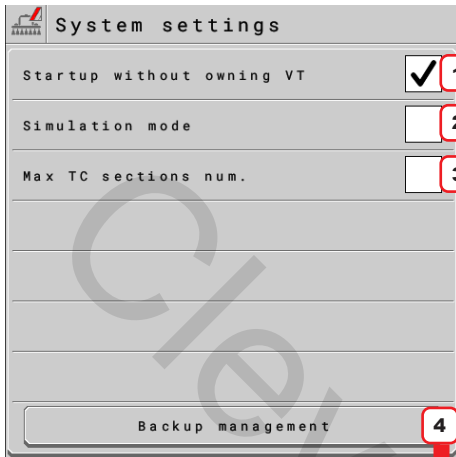 System settings
Startup without owning VT
1
Simulation mode
2
Max TC sections num.
3
Backup management
4
Clev